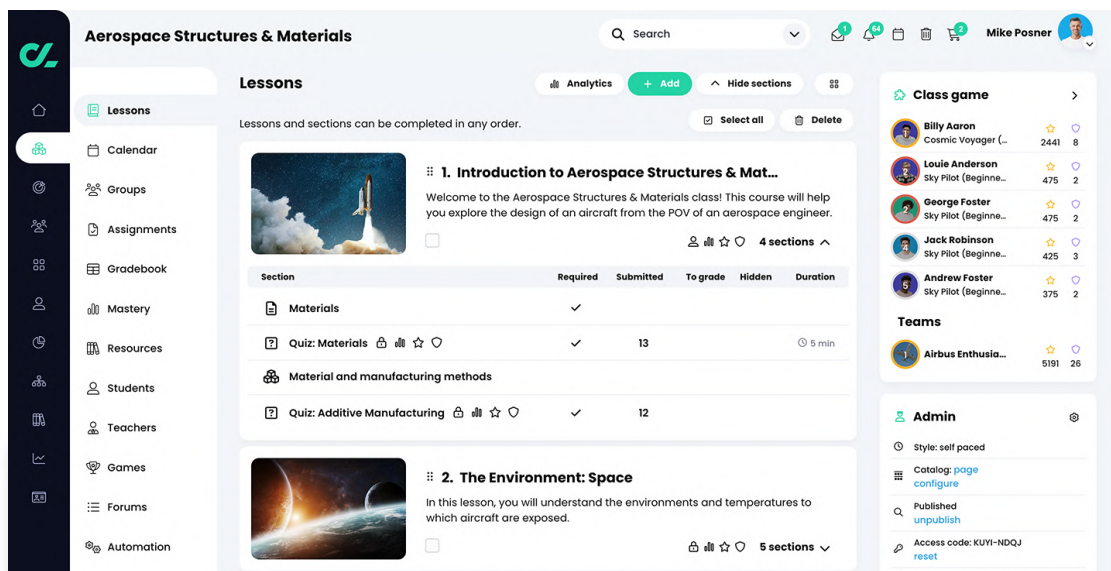 Aerospace Structures & Materials
Search
1
64
2
Mike Posner
Lessons
Calendar
Groups
Assignments
Gradebook
Mastery
Resources
Students
Teachers
Games
Forums
Automation
Lessons
Analytics
+ Add
Hide sections
Lessons and sections can be completed in any order.
Select all
Delete
1. Introduction to Aerospace Structures & Mat...
Welcome to the Aerospace Structures & Materials class! This course will help
you explore the design of an aircraft from the POV of an aerospace engineer.
4 sections
Section Required Submitted To grade Hidden Duration
Materials
Quiz: Materials 13 5 min
Material and manufacturing methods
Quiz: Additive Manufacturing 12
2. The Environment: Space
In this lesson, you will understand the environments and temperatures to
which aircraft are exposed.
5 sections
Class game
Billy Aaron
Cosmic Voyager (...
2441 8
Louie Anderson
Sky Pilot (Beginne...
475 2
George Foster
Sky Pilot (Beginne...
475 2
Jack Robinson
Sky Pilot (Beginne...
425 3
Andrew Foster
Sky Pilot (Beginne...
375 2
Teams
Airbus Enthusia...
5191 26
Admin
Style: self paced
Catalog: page
configure
Published
unpublish
Access code: KUYI-NDQJ
reset